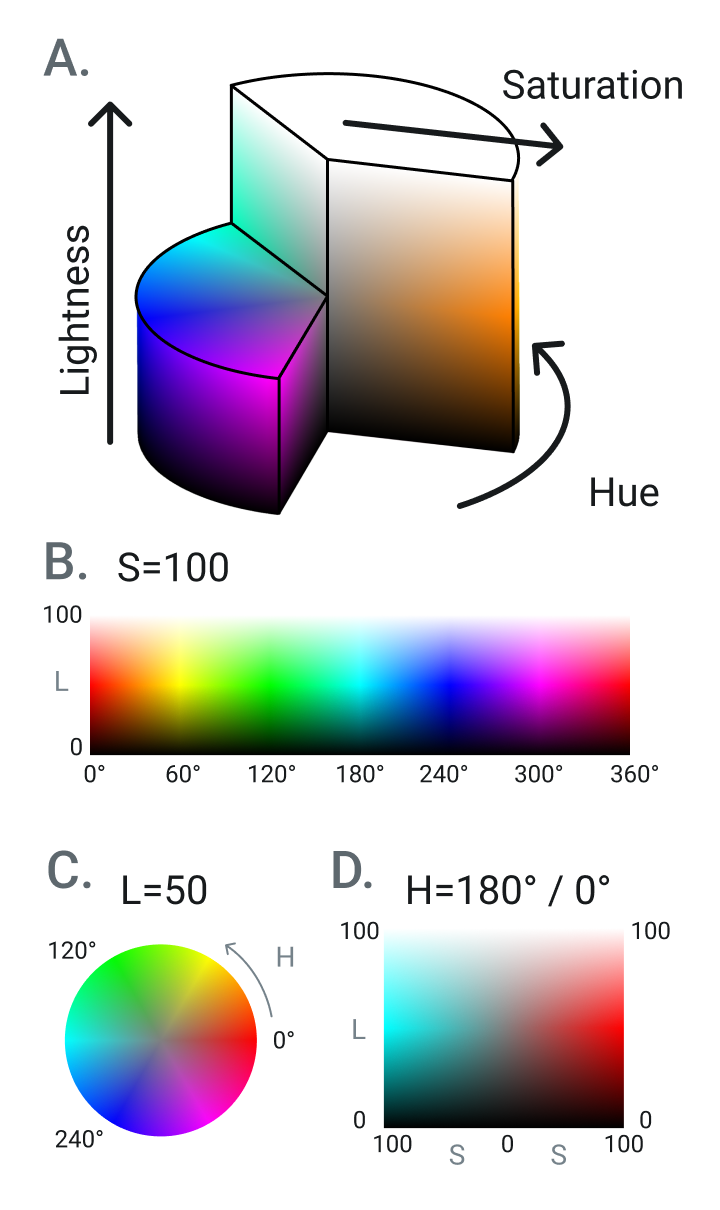 A.
Saturation
Lightness
Hue
B. S=100
100
L
0
0° 60° 120° 180° 240° 300° 360°
C. L=50
120°
H
0°
240°
D. H=180° / 0°
100 100
L
0 0
100 S 0 S 100